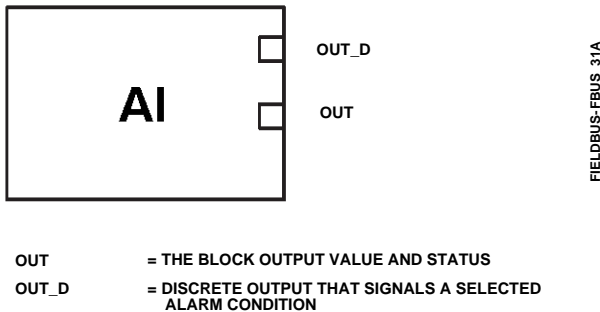 OUT_D
AI
OUT
FIELDBUS-FBUS_31A
OUT = THE BLOCK OUTPUT VALUE AND STATUS
OUT_D = DISCRETE OUTPUT THAT SIGNALS A SELECTED
ALARM CONDITION